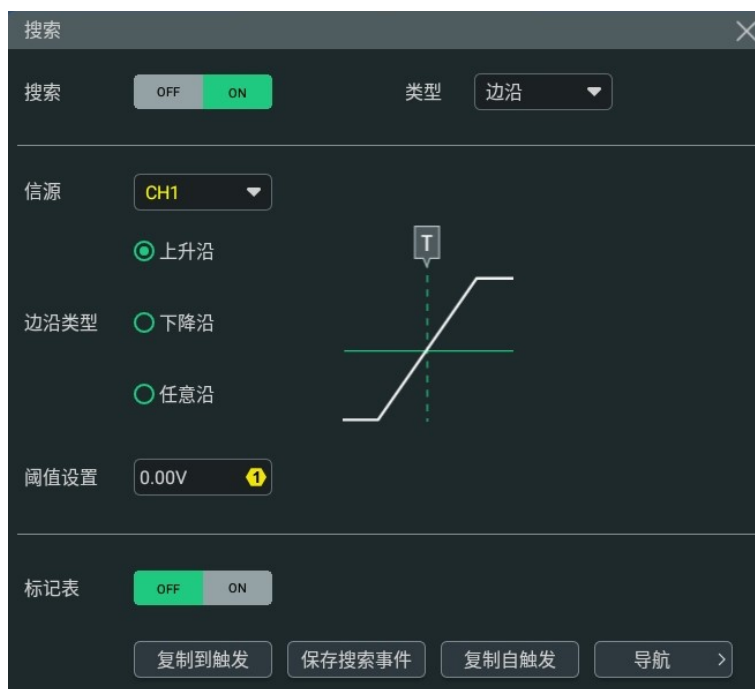 搜索
搜索 OFF ON 类型 边沿
信源 CH1
上升沿
T
边沿类型 下降沿
任意沿
阈值设置 0.00V 1
标记表 OFF ON
复制到触发 保存搜索事件 复制自触发 导航